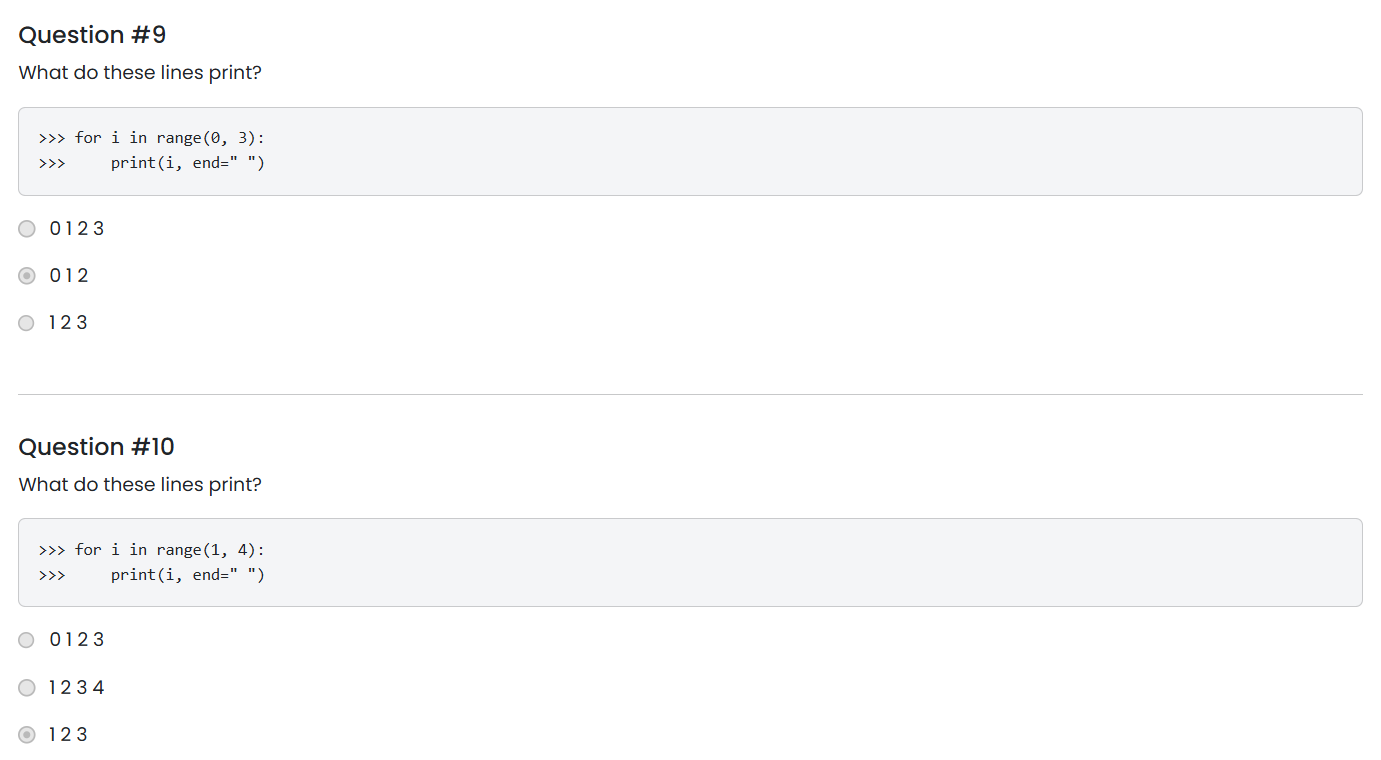 Question #9
What do these lines print?
>>> for i in range(0, 3):
>>>     print(i, end=" ")
0 1 2 3
0 1 2
1 2 3
Question #10
What do these lines print?
>>> for i in range(1, 4):
>>>     print(i, end=" ")
0 1 2 3
1 2 3 4
1 2 3